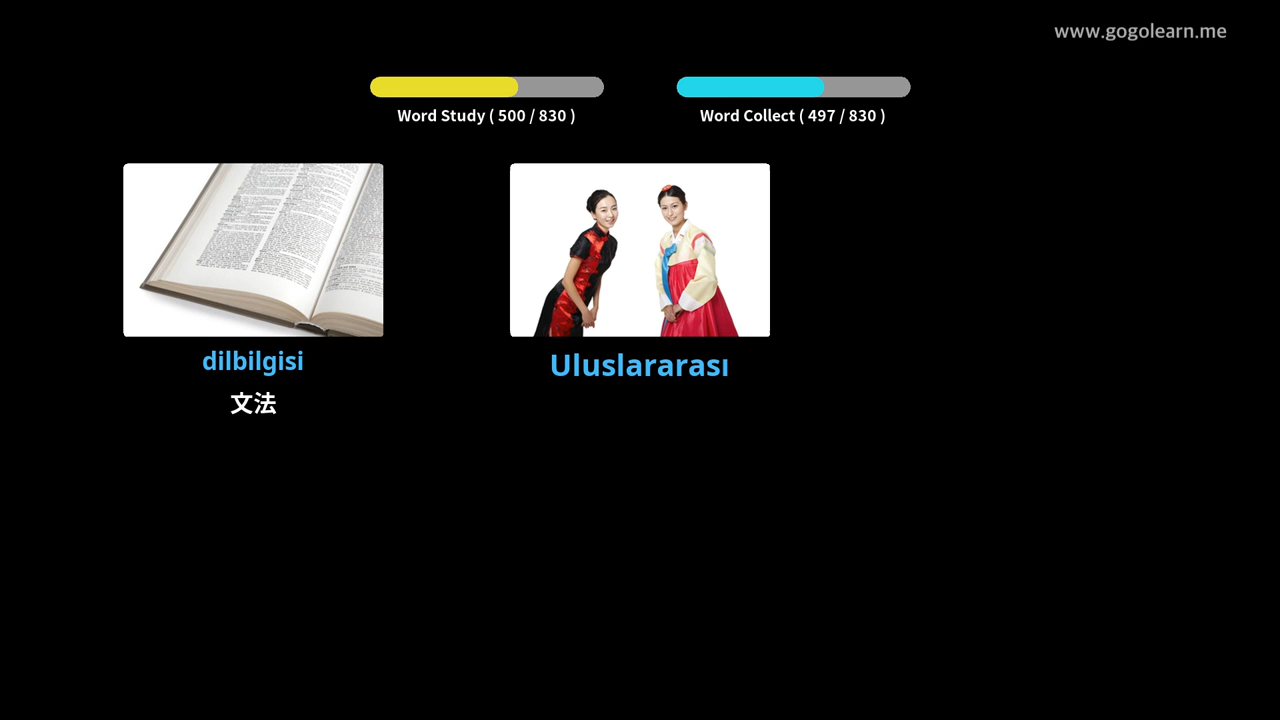 www.gogolearn.me
Word Study ( 500 / 830 )
Word Collect ( 497 / 830 )
dilbilgisi
文法
Uluslararası